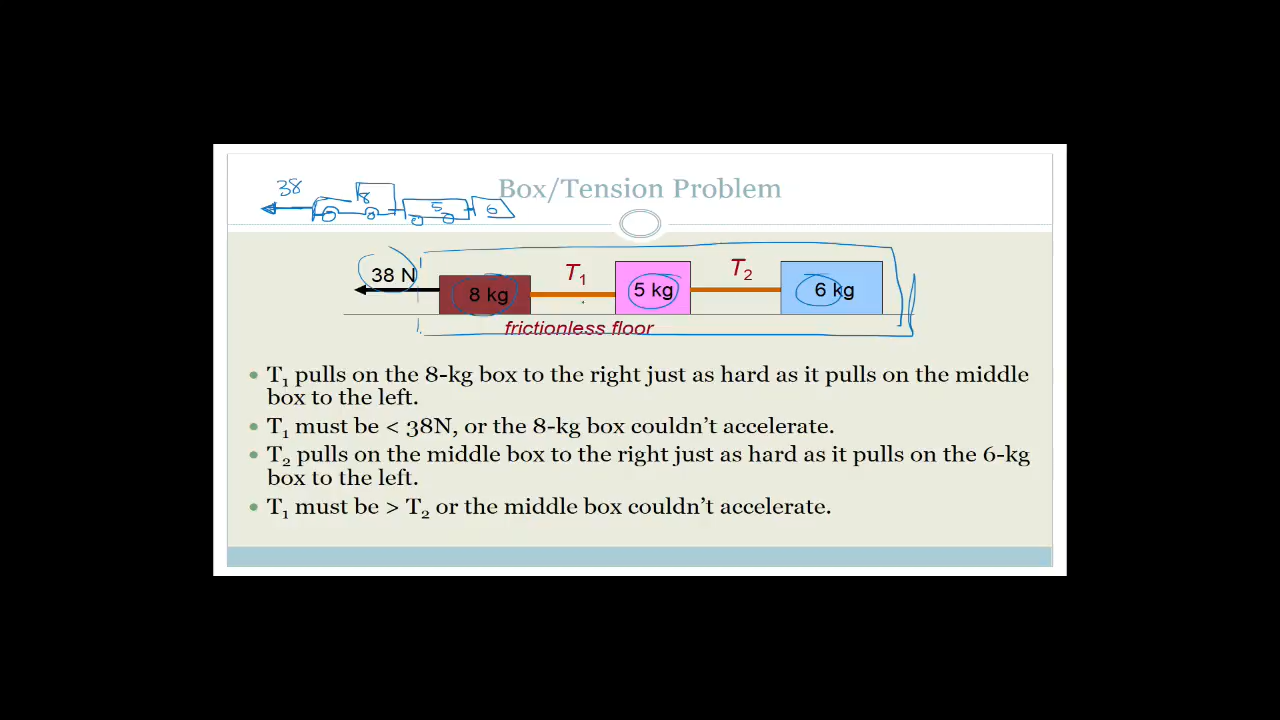 38
8
5
6
Box/Tension Problem
38 N
T1
T2
8 kg
5 kg
6 kg
frictionless floor
• T1 pulls on the 8-kg box to the right just as hard as it pulls on the middle
box to the left.
• T1 must be < 38N, or the 8-kg box couldn't accelerate.
• T2 pulls on the middle box to the right just as hard as it pulls on the 6-kg
box to the left.
• T1 must be > T2 or the middle box couldn't accelerate.